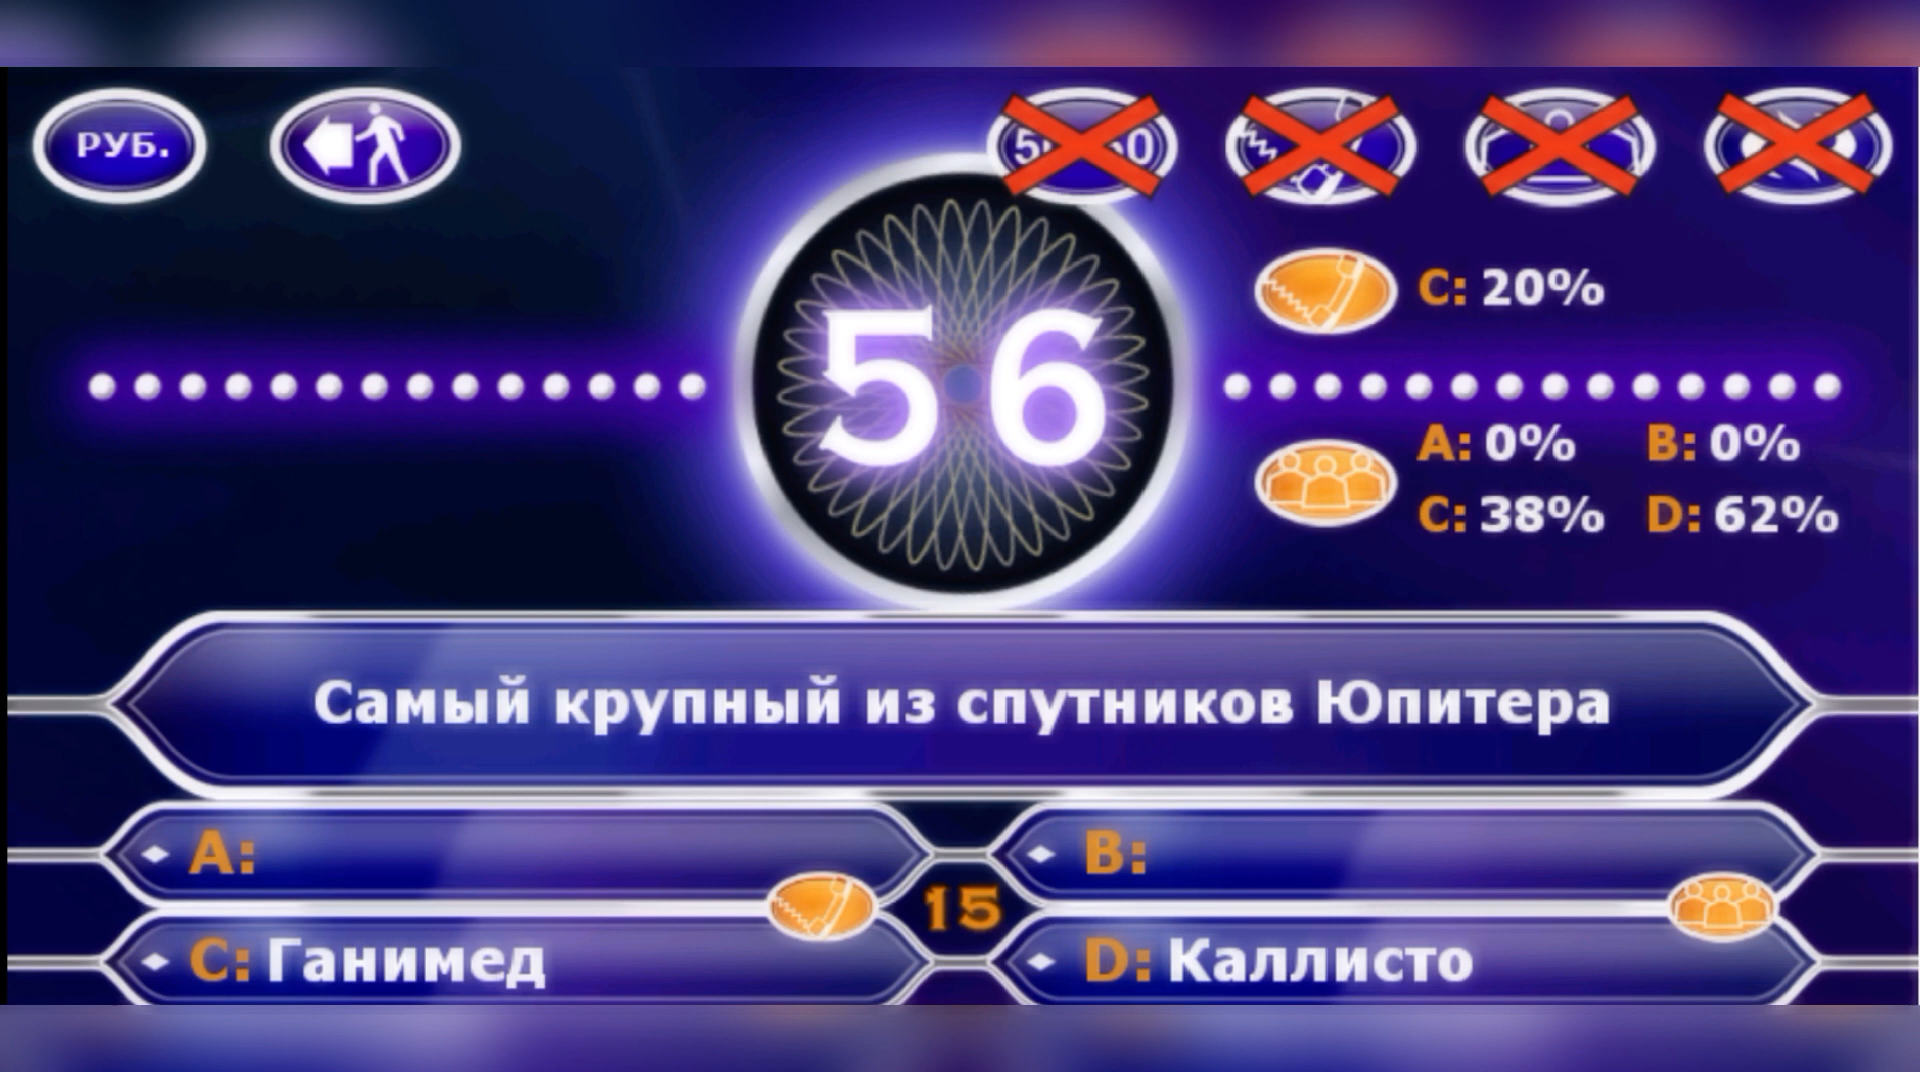 РУБ.
C: 20%
56
A: 0% B: 0%
C: 38% D: 62%
Самый крупный из спутников Юпитера
A: B:
15
C: Ганимед D: Каллисто